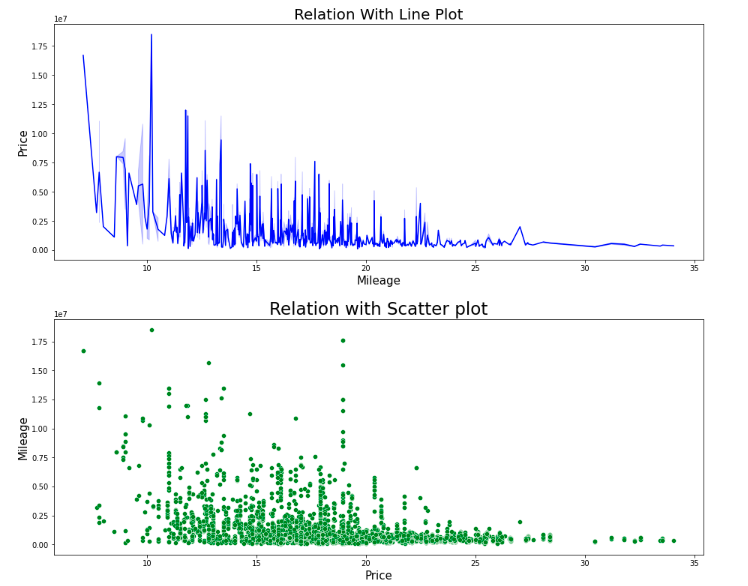 Relation With Line Plot
1e7
1.75
1.50
1.25
1.00
0.75
0.50
0.25
0.00
Price
10 15 20 25 30 35
Mileage
Relation with Scatter plot
1e7
1.75
1.50
1.25
1.00
0.75
0.50
0.25
0.00
Mileage
10 15 20 25 30 35
Price